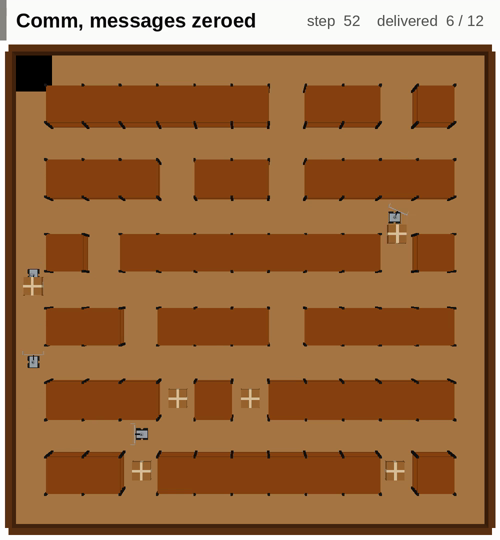 Comm, messages zeroed
step 52 delivered 6 / 12